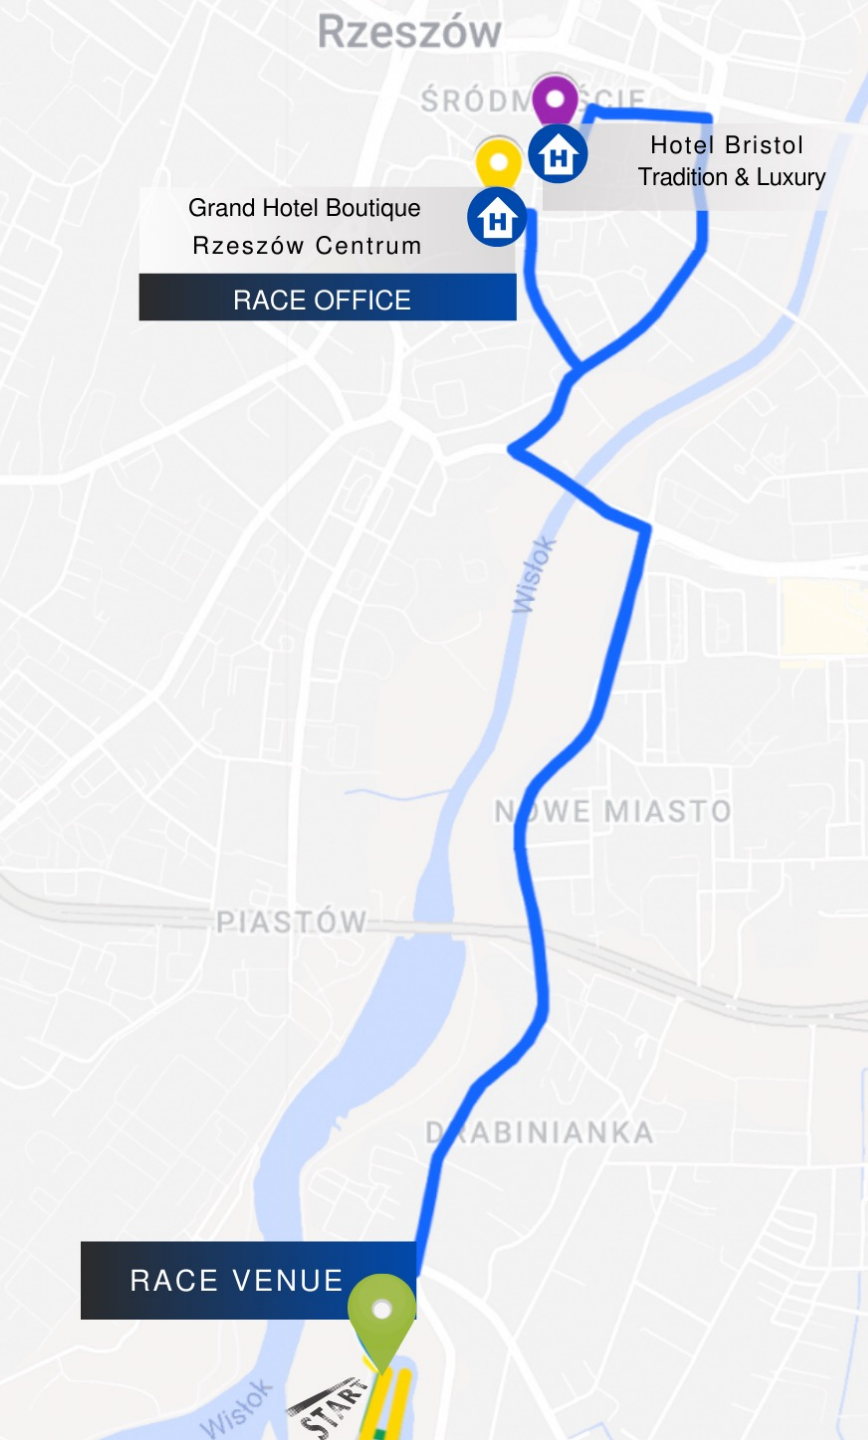 Rzeszów
ŚRÓDMIEŚCIE
Hotel Bristol
Tradition & Luxury
H
Grand Hotel Boutique
Rzeszów Centrum
H
RACE OFFICE
Wisłok
NOWE MIASTO
PIASTÓW
DRABINIANKA
RACE VENUE
START
Wisłok